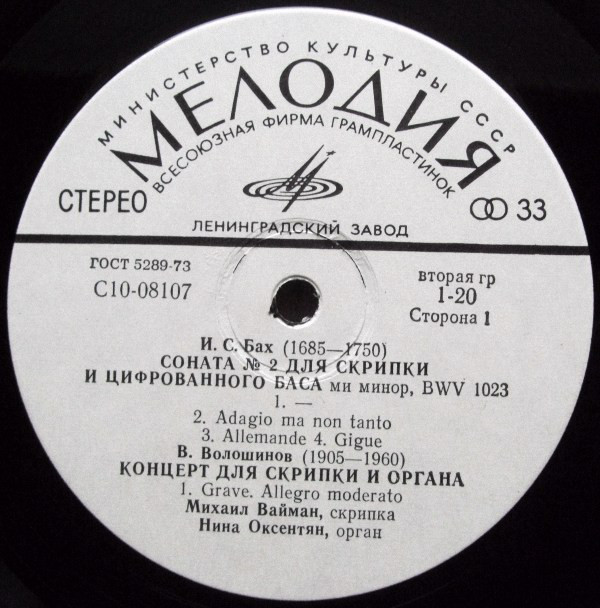 МИНИСТЕРСТВО КУЛЬТУРЫ СССР
МЕЛОДИЯ
ВСЕСОЮЗНАЯ ФИРМА ГРАМПЛАСТИНОК
СТЕРЕО
33
ЛЕНИНГРАДСКИЙ ЗАВОД
ГОСТ 5289-73
С10-08107
вторая гр
1-20
Сторона 1
И. С. Бах (1685—1750)
СОНАТА № 2 ДЛЯ СКРИПКИ
И ЦИФРОВАННОГО БАСА ми минор, BWV 1023
1. —
2. Adagio ma non tanto
3. Allemande 4. Gigue
В. Волошинов (1905—1960)
КОНЦЕРТ ДЛЯ СКРИПКИ И ОРГАНА
1. Grave. Allegro moderato
Михаил Вайман, скрипка
Нина Оксентян, орган